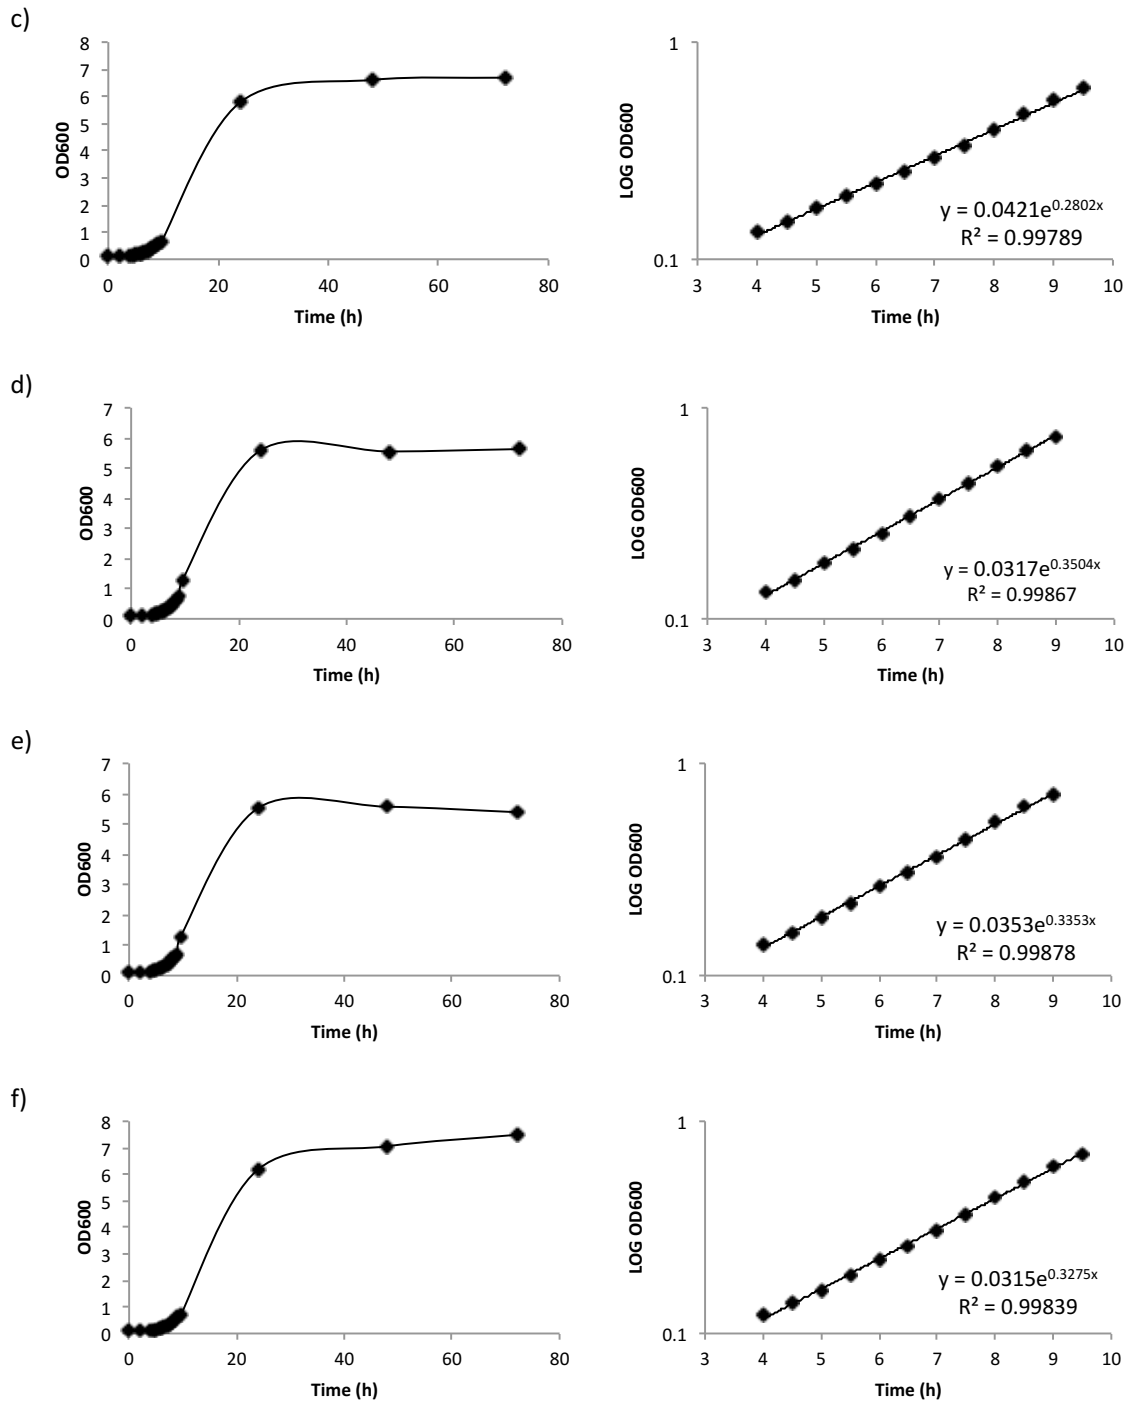 c)
8
7
6
5
4
3
2
1
0
OD600
0 20 40 60 80
Time (h)
1
0.1
LOG OD600
y = 0.0421e^0.2802x
R² = 0.99789
3 4 5 6 7 8 9 10
Time (h)
d)
7
6
5
4
3
2
1
0
OD600
0 20 40 60 80
Time (h)
1
0.1
LOG OD600
y = 0.0317e^0.3504x
R² = 0.99867
3 4 5 6 7 8 9 10
Time (h)
e)
7
6
5
4
3
2
1
0
OD600
0 20 40 60 80
Time (h)
1
0.1
LOG OD600
y = 0.0353e^0.3353x
R² = 0.99878
3 4 5 6 7 8 9 10
Time (h)
f)
8
7
6
5
4
3
2
1
0
OD600
0 20 40 60 80
Time (h)
1
0.1
LOG OD600
y = 0.0315e^0.3275x
R² = 0.99839
3 4 5 6 7 8 9 10
Time (h)